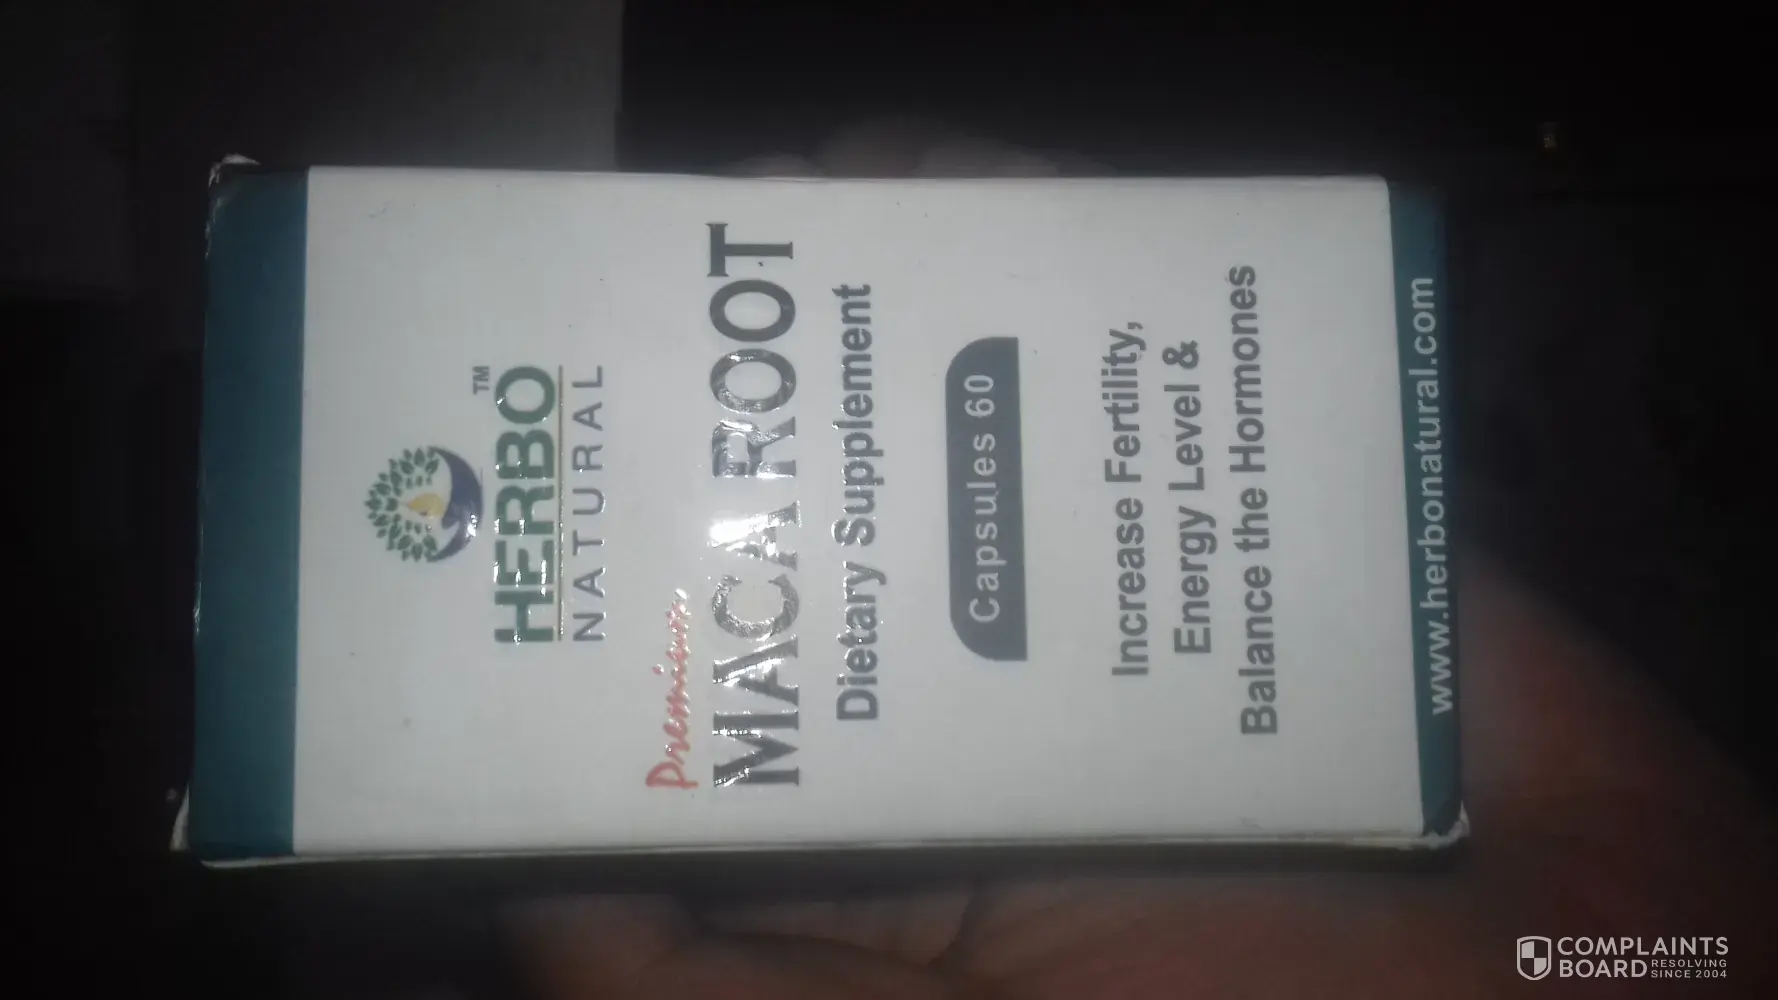 HERBO™
NATURAL
Premium
MACA ROOT
Dietary Supplement
Capsules 60
Increase Fertility,
Energy Level &
Balance the Hormones
www.herbonatural.com
COMPLAINTS
BOARD RESOLVING
SINCE 2004